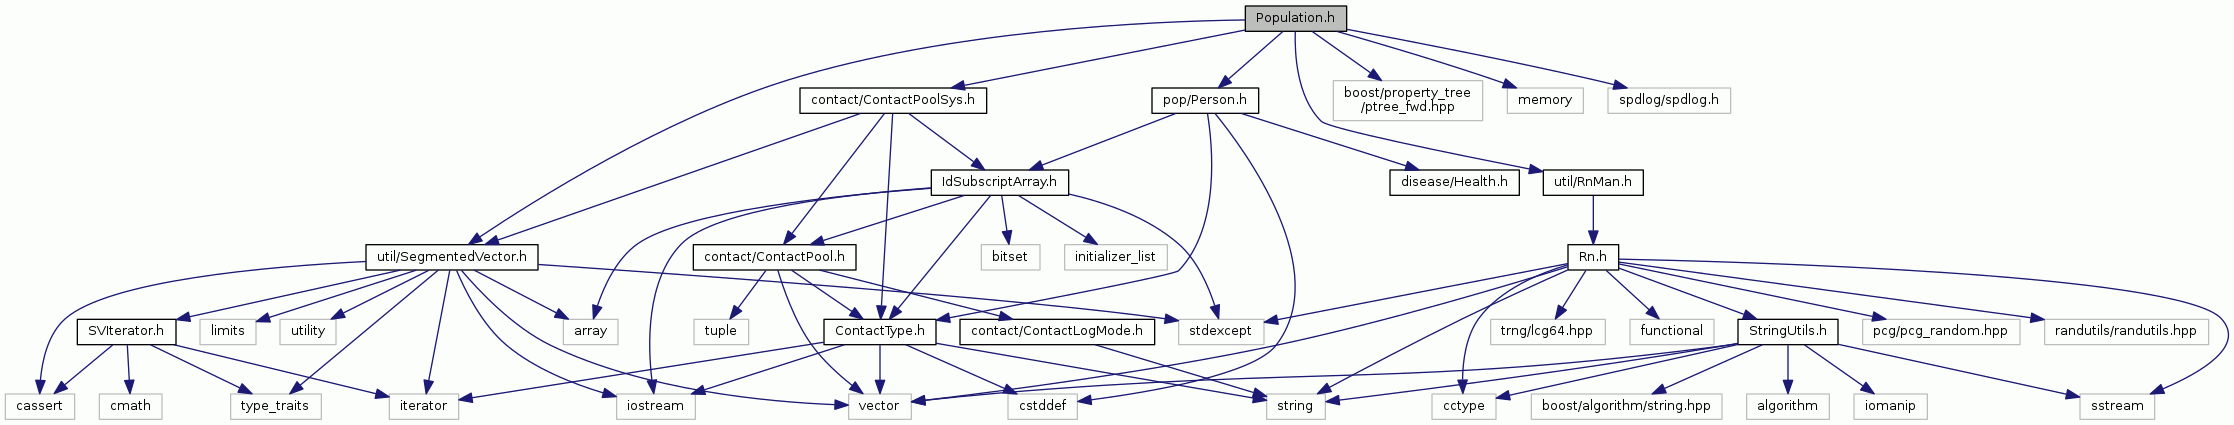 Population.h
boost/property_tree
/ptree_fwd.hpp
contact/ContactPoolSys.h
pop/Person.h
memory
spdlog/spdlog.h
IdSubscriptArray.h
disease/Health.h
util/RnMan.h
util/SegmentedVector.h
contact/ContactPool.h
bitset
initializer_list
Rn.h
SVIterator.h
limits
utility
array
tuple
ContactType.h
contact/ContactLogMode.h
stdexcept
trng/lcg64.hpp
functional
StringUtils.h
pcg/pcg_random.hpp
randutils/randutils.hpp
cassert
cmath
type_traits
iterator
iostream
vector
cstddef
string
cctype
boost/algorithm/string.hpp
algorithm
iomanip
sstream